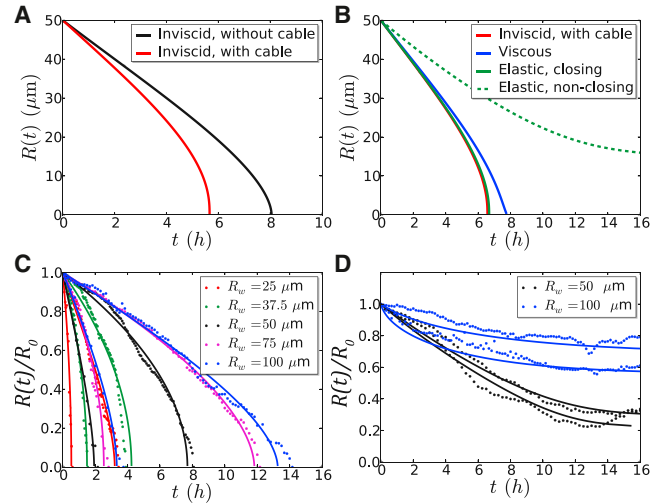 A
50
40
30
20
10
0
R(t) (μm)
Inviscid, without cable
Inviscid, with cable
0 2 4 6 8 10
t (h)
B
50
40
30
20
10
0
R(t) (μm)
Inviscid, with cable
Viscous
Elastic, closing
Elastic, non-closing
0 2 4 6 8 10 12 14 16
t (h)
C
1.0
0.8
0.6
0.4
0.2
0.0
R(t)/R₀
R_w = 25 μm
R_w = 37.5 μm
R_w = 50 μm
R_w = 75 μm
R_w = 100 μm
0 2 4 6 8 10 12 14 16
t (h)
D
1.0
0.8
0.6
0.4
0.2
0.0
R(t)/R₀
R_w = 50 μm
R_w = 100 μm
0 2 4 6 8 10 12 14 16
t (h)